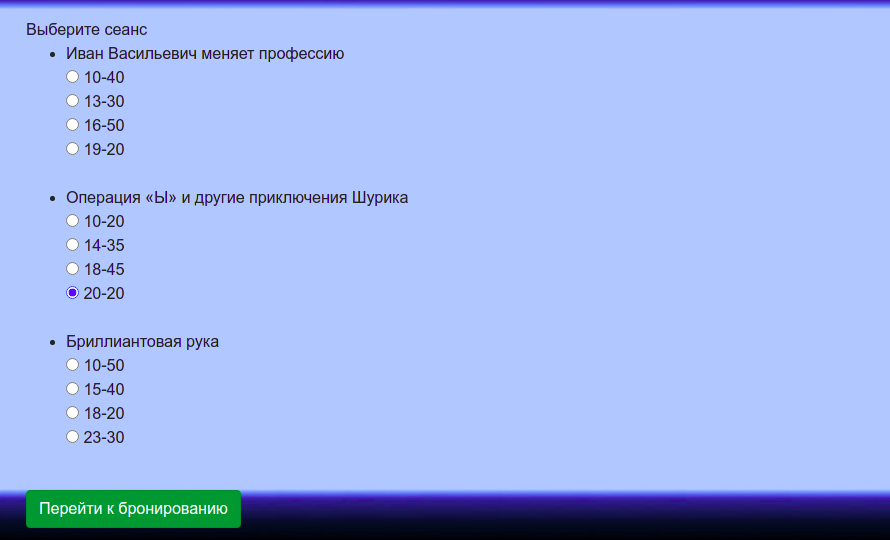 Выберите сеанс
Иван Васильевич меняет профессию
10-40
13-30
16-50
19-20
Операция «Ы» и другие приключения Шурика
10-20
14-35
18-45
20-20
Бриллиантовая рука
10-50
15-40
18-20
23-30
Перейти к бронированию